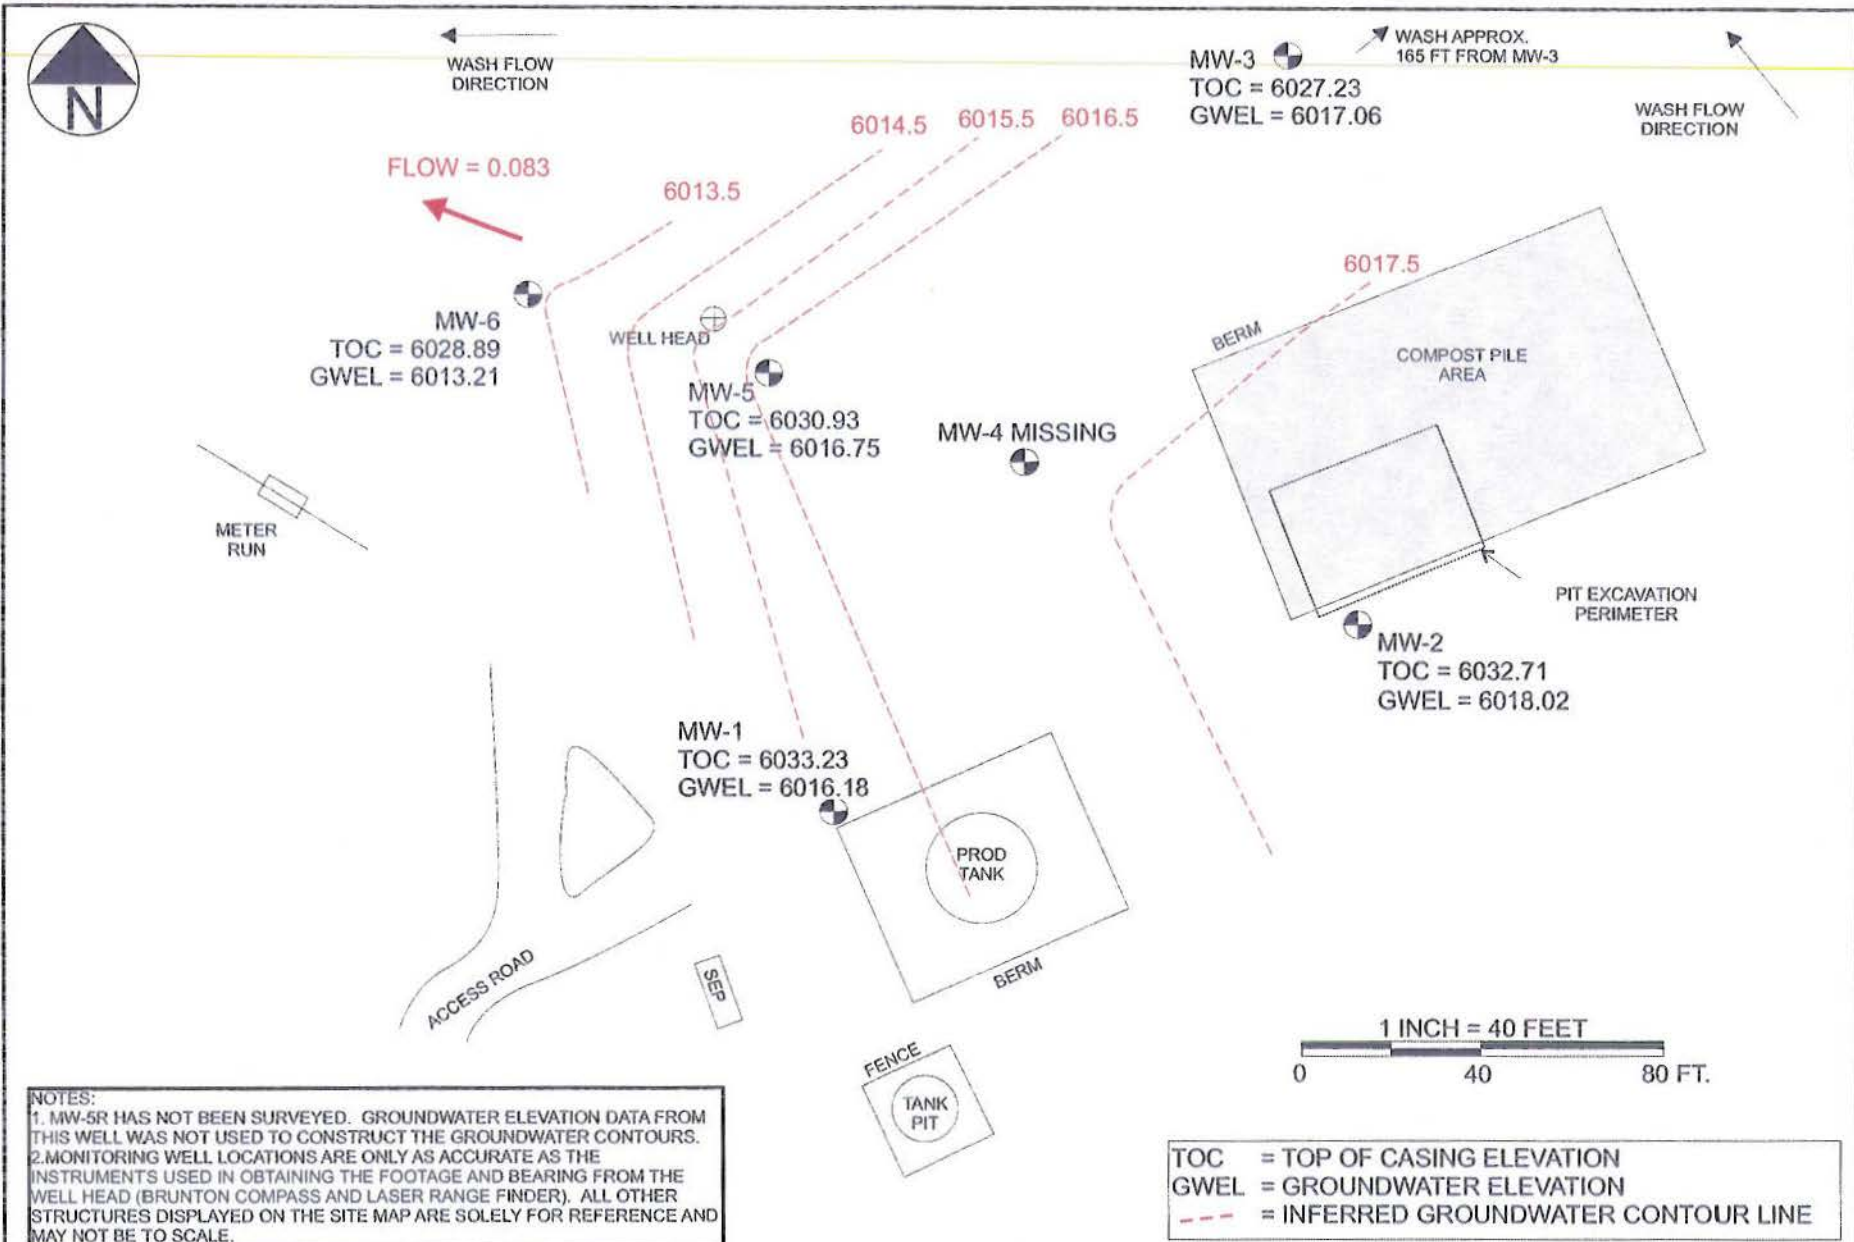 WASH FLOW
DIRECTION
MW-3
TOC = 6027.23
GWEL = 6017.06
WASH APPROX.
165 FT FROM MW-3
WASH FLOW
DIRECTION
N
6014.5
6015.5
6016.5
FLOW = 0.083
6013.5
6017.5
MW-6
TOC = 6028.89
GWEL = 6013.21
WELL HEAD
BERM
COMPOST PILE
AREA
MW-5
TOC = 6030.93
GWEL = 6016.75
MW-4 MISSING
METER
RUN
PIT EXCAVATION
PERIMETER
MW-2
TOC = 6032.71
GWEL = 6018.02
MW-1
TOC = 6033.23
GWEL = 6016.18
PROD
TANK
BERM
ACCESS ROAD
SEP
FENCE
TANK
PIT
1 INCH = 40 FEET
0 40 80 FT.
NOTES:
1. MW-5R HAS NOT BEEN SURVEYED. GROUNDWATER ELEVATION DATA FROM
THIS WELL WAS NOT USED TO CONSTRUCT THE GROUNDWATER CONTOURS.
2.MONITORING WELL LOCATIONS ARE ONLY AS ACCURATE AS THE
INSTRUMENTS USED IN OBTAINING THE FOOTAGE AND BEARING FROM THE
WELL HEAD (BRUNTON COMPASS AND LASER RANGE FINDER). ALL OTHER
STRUCTURES DISPLAYED ON THE SITE MAP ARE SOLELY FOR REFERENCE AND
MAY NOT BE TO SCALE.
TOC = TOP OF CASING ELEVATION
GWEL = GROUNDWATER ELEVATION
= INFERRED GROUNDWATER CONTOUR LINE